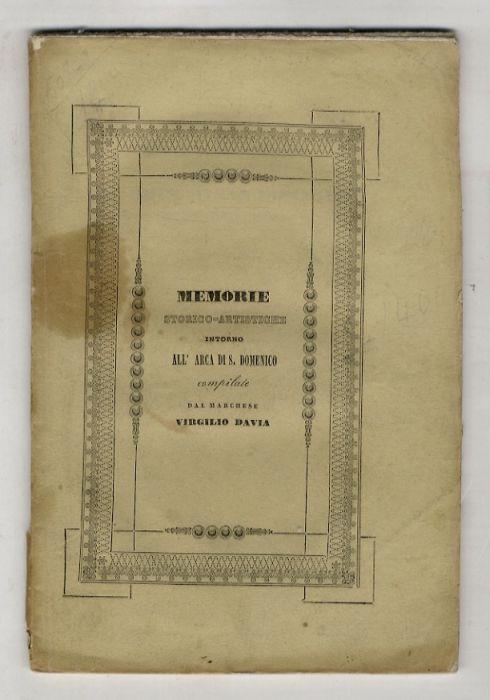 MEMORIE
STORICO-ARTISTICHE
INTORNO
ALL' ARCA DI S. DOMENICO
compilate
DAL MARCHESE
VIRGILIO DAVIA